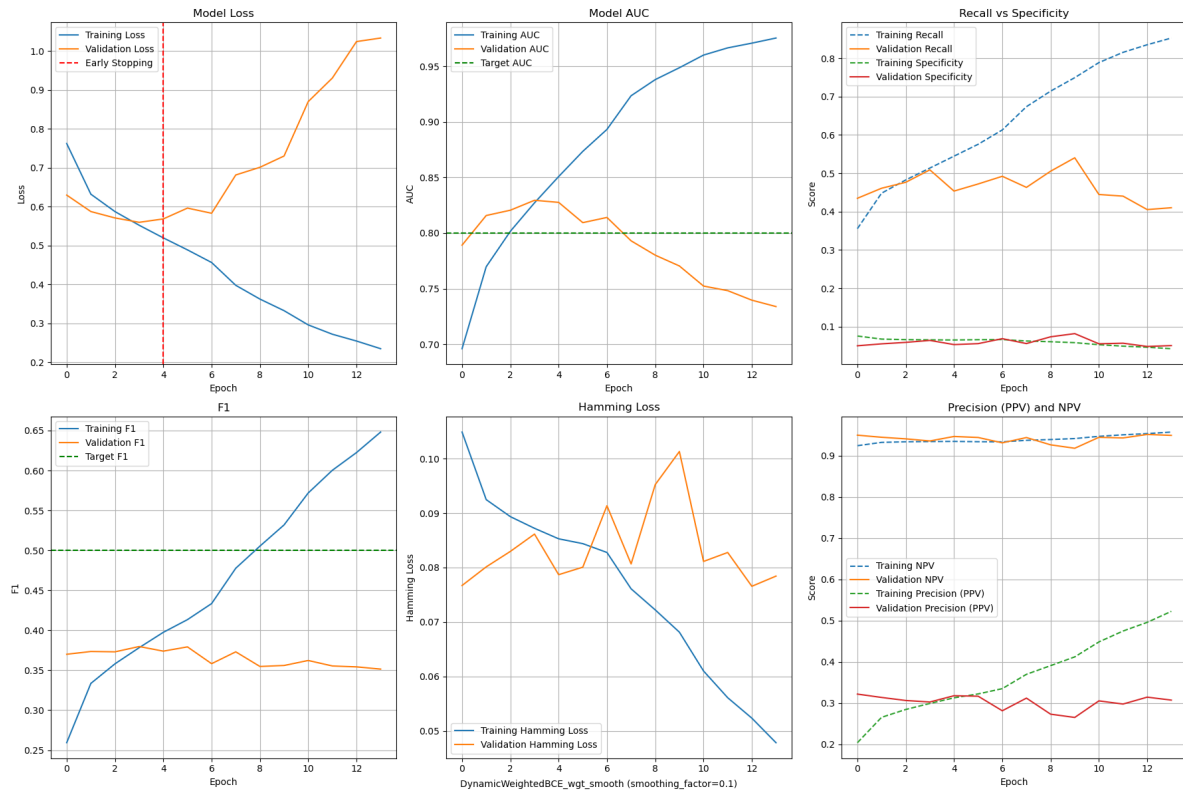 Model Loss
Training Loss
Validation Loss
Early Stopping
1.0
0.9
0.8
0.7
0.6
0.5
0.4
0.3
0.2
Loss
0 2 4 6 8 10 12
Epoch
Model AUC
Training AUC
Validation AUC
Target AUC
0.95
0.90
0.85
0.80
0.75
0.70
AUC
0 2 4 6 8 10 12
Epoch
Recall vs Specificity
Training Recall
Validation Recall
Training Specificity
Validation Specificity
0.8
0.7
0.6
0.5
0.4
0.3
0.2
0.1
Score
0 2 4 6 8 10 12
Epoch
F1
Training F1
Validation F1
Target F1
0.65
0.60
0.55
0.50
0.45
0.40
0.35
0.30
0.25
F1
0 2 4 6 8 10 12
Epoch
Hamming Loss
0.10
0.09
0.08
0.07
0.06
0.05
Hamming Loss
Training Hamming Loss
Validation Hamming Loss
0 2 4 6 8 10 12
DynamicWeightedBCE_wgt_smooth (smoothing_factor=0.1)
Precision (PPV) and NPV
0.9
0.8
0.7
0.6
0.5
0.4
0.3
0.2
Score
Training NPV
Validation NPV
Training Precision (PPV)
Validation Precision (PPV)
0 2 4 6 8 10 12
Epoch